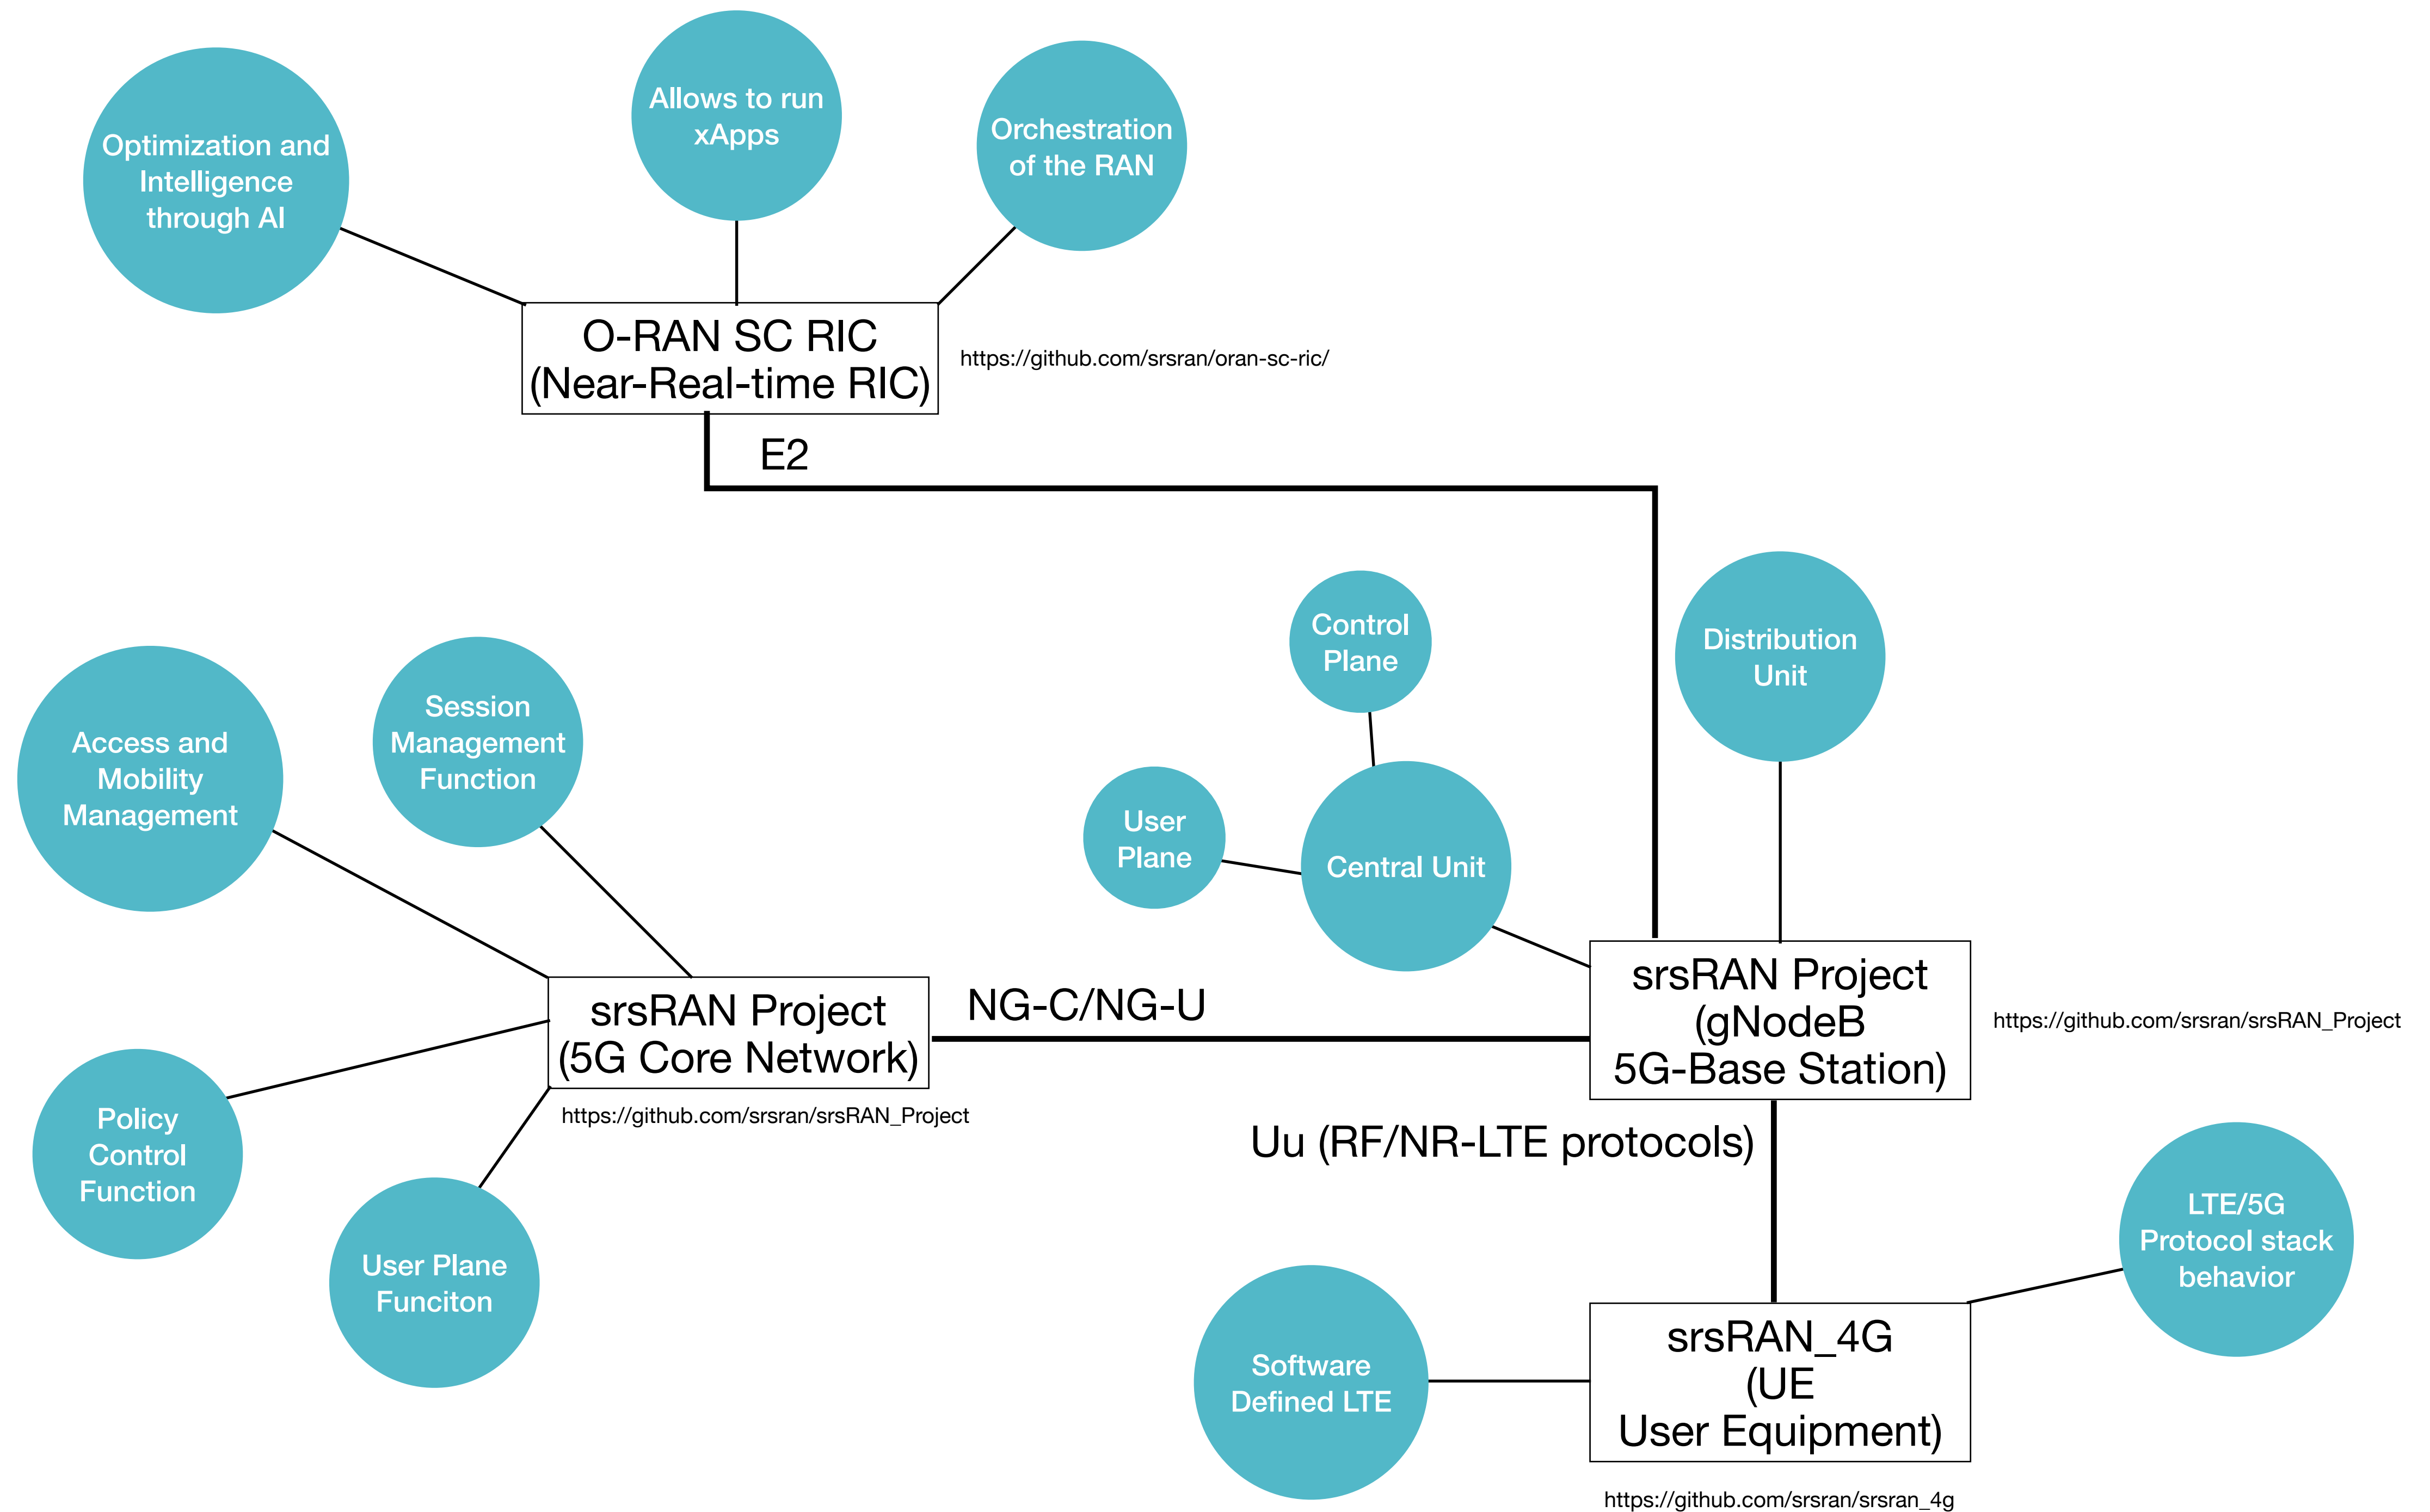 Optimization and
Intelligence
through AI
Allows to run
xApps
Orchestration
of the RAN
O-RAN SC RIC
(Near-Real-time RIC)
https://github.com/srsran/oran-sc-ric/
E2
Control
Plane
Distribution
Unit
User
Plane
Central Unit
Access and
Mobility
Management
Session
Management
Function
srsRAN Project
(5G Core Network)
https://github.com/srsran/srsRAN_Project
NG-C/NG-U
srsRAN Project
(gNodeB
5G-Base Station)
https://github.com/srsran/srsRAN_Project
Policy
Control
Function
User Plane
Funciton
Uu (RF/NR-LTE protocols)
LTE/5G
Protocol stack
behavior
Software
Defined LTE
srsRAN_4G
(UE
User Equipment)
https://github.com/srsran/srsran_4g